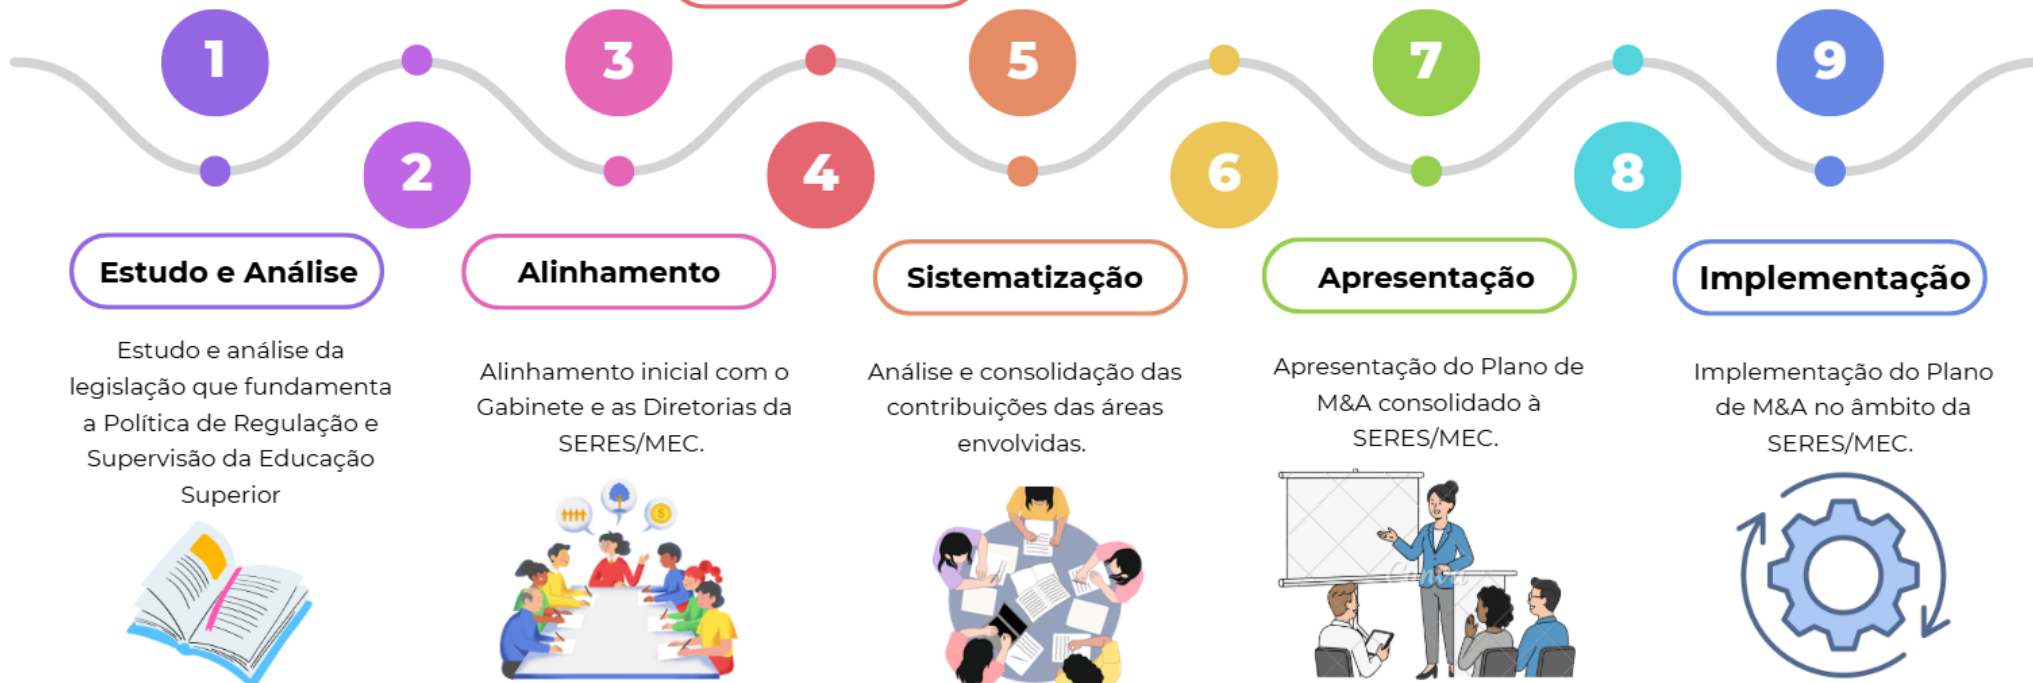 1
3
5
7
9
2
4
6
8
Estudo e Análise
Estudo e análise da
legislação que fundamenta
a Política de Regulação e
Supervisão da Educação
Superior
Alinhamento
Alinhamento inicial com o
Gabinete e as Diretorias da
SERES/MEC.
Sistematização
Análise e consolidação das
contribuições das áreas
envolvidas.
Apresentação
Apresentação do Plano de
M&A consolidado à
SERES/MEC.
Canva
Implementação
Implementação do Plano
de M&A no âmbito da
SERES/MEC.